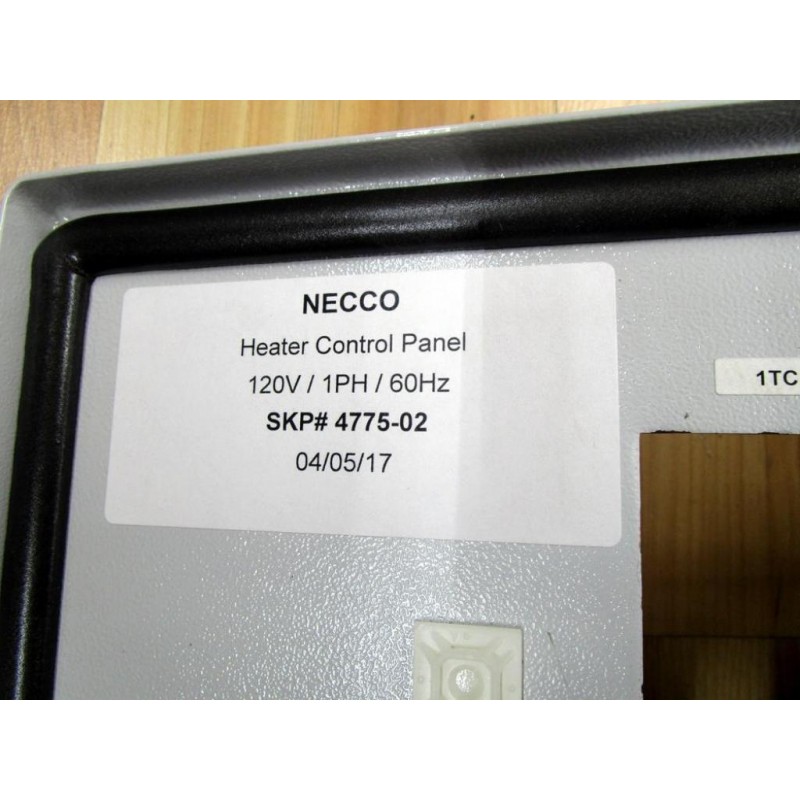 NECCO
Heater Control Panel
120V / 1PH / 60Hz
SKP# 4775-02
04/05/17
1TC